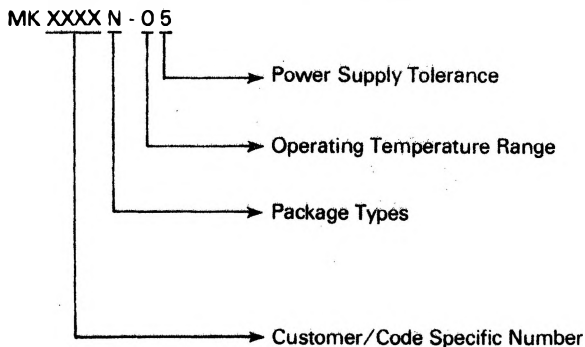 MK XXXX N - 0 5
Power Supply Tolerance
Operating Temperature Range
Package Types
Customer/Code Specific Number